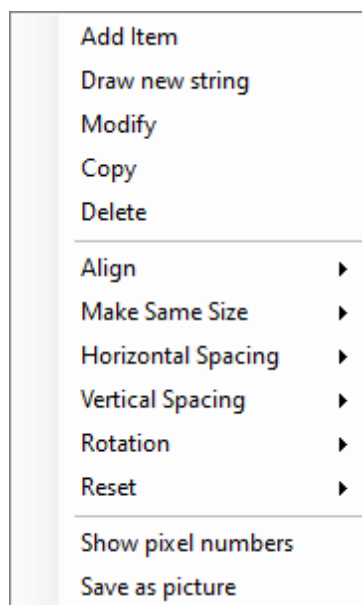 Add Item
Draw new string
Modify
Copy
Delete
Align
Make Same Size
Horizontal Spacing
Vertical Spacing
Rotation
Reset
Show pixel numbers
Save as picture